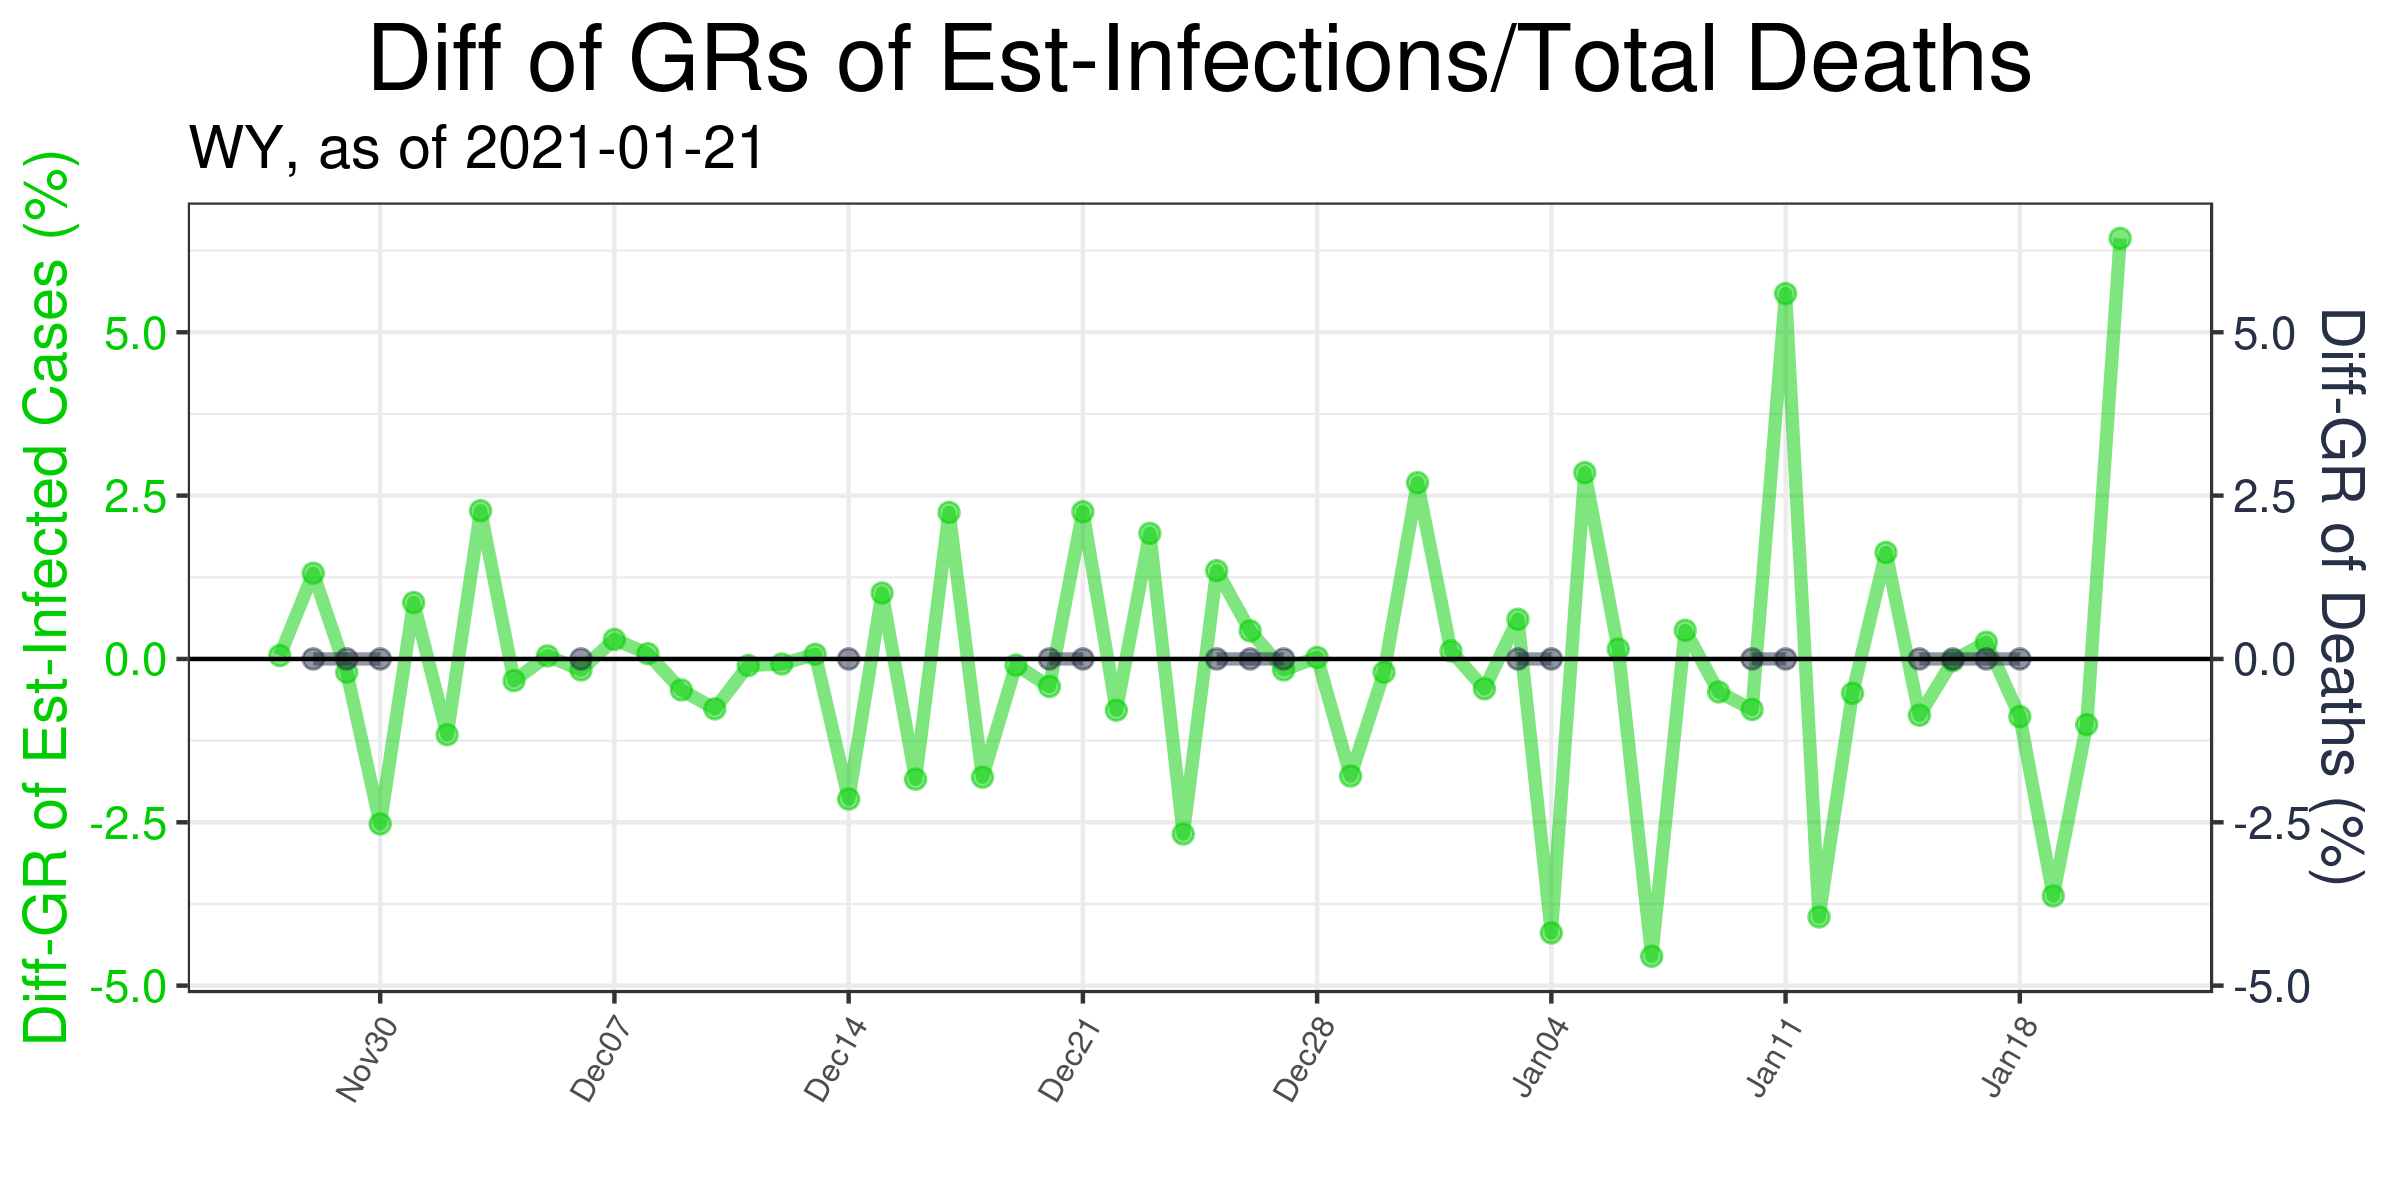 Diff of GRs of Est-Infections/Total Deaths
WY, as of 2021-01-21
Diff-GR of Est-Infected Cases (%)
5.0
2.5
0.0
-2.5
-5.0
5.0
2.5
0.0
-2.5
-5.0
Diff-GR of Deaths (%)
Nov30
Dec07
Dec14
Dec21
Dec28
Jan04
Jan11
Jan18